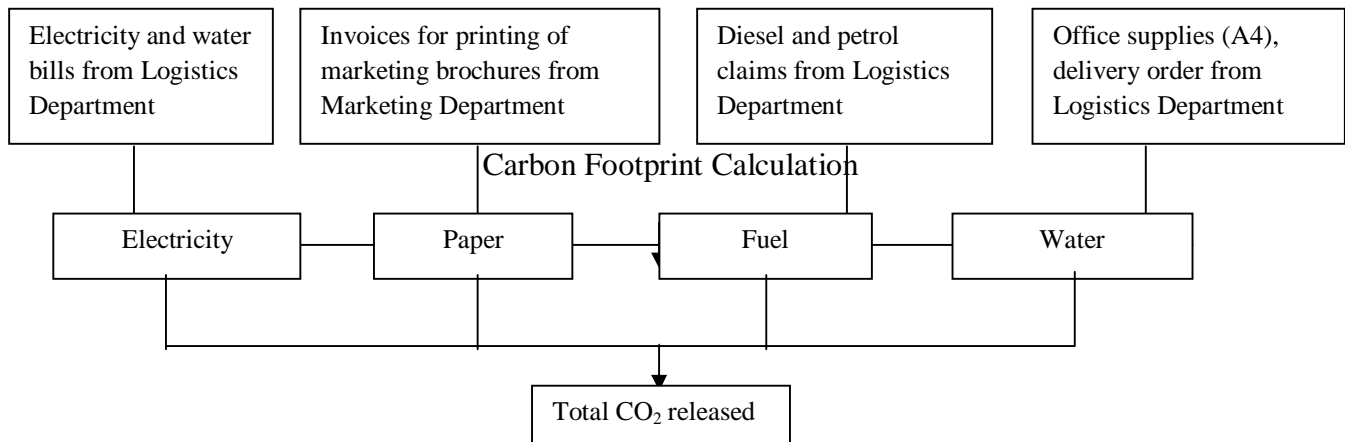 Electricity and water
bills from Logistics
Department
Invoices for printing of
marketing brochures from
Marketing Department
Diesel and petrol
claims from Logistics
Department
Office supplies (A4),
delivery order from
Logistics Department
Carbon Footprint Calculation
Electricity
Paper
Fuel
Water
Total CO₂ released